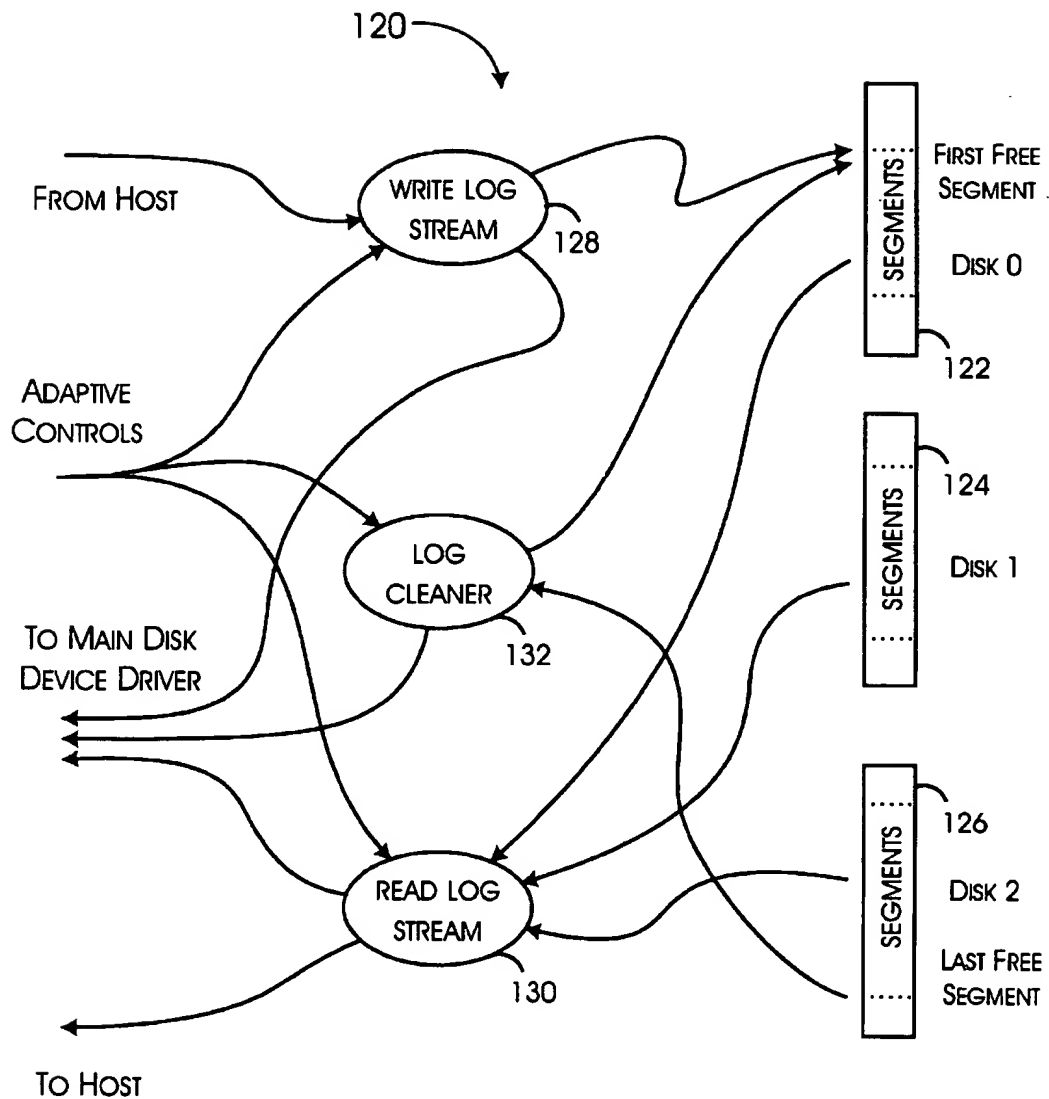 120
FROM HOST
WRITE LOG
STREAM
128
SEGMENTS
FIRST FREE
SEGMENT
DISK 0
122
ADAPTIVE
CONTROLS
SEGMENTS
124
DISK 1
LOG
CLEANER
132
TO MAIN DISK
DEVICE DRIVER
SEGMENTS
126
DISK 2
LAST FREE
SEGMENT
READ LOG
STREAM
130
TO HOST